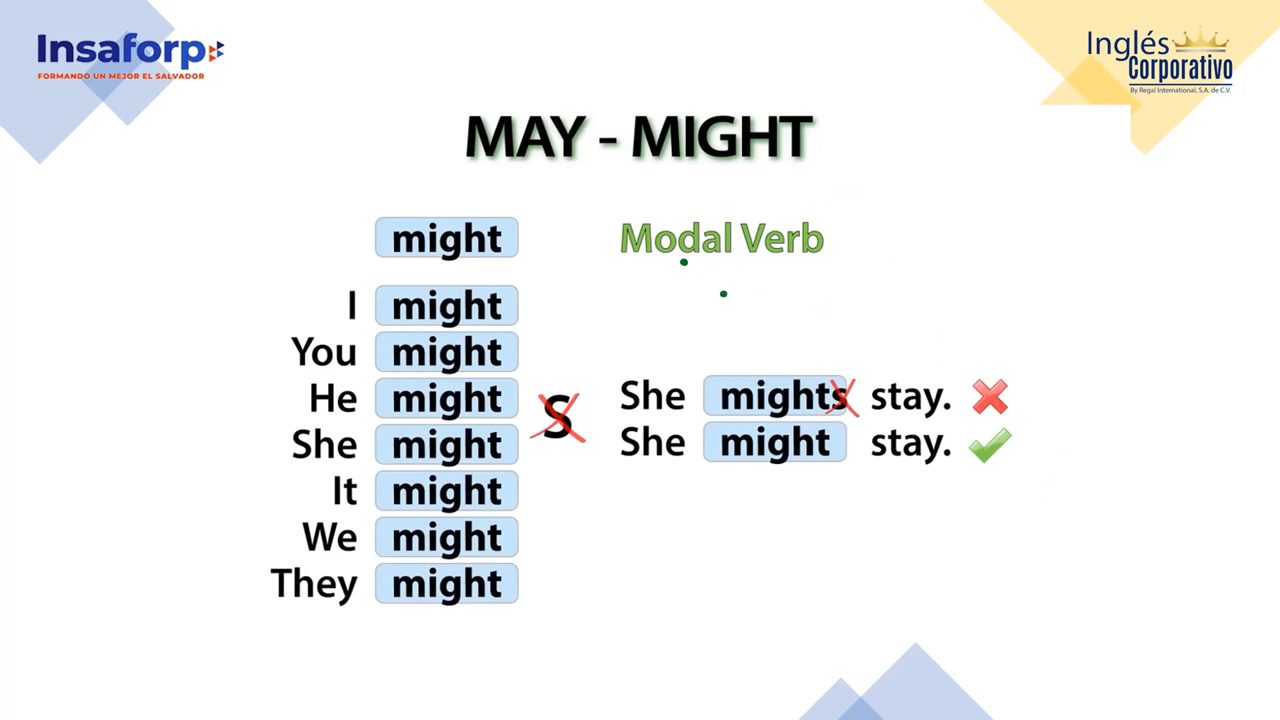 Insaforp
FORMANDO UN MEJOR EL SALVADOR
Inglés
Corporativo
By Regal International, S.A. de C.V.
MAY - MIGHT
might
Modal Verb
I might
You might
He might
She might
It might
We might
They might
S
She mights stay.
She might stay.